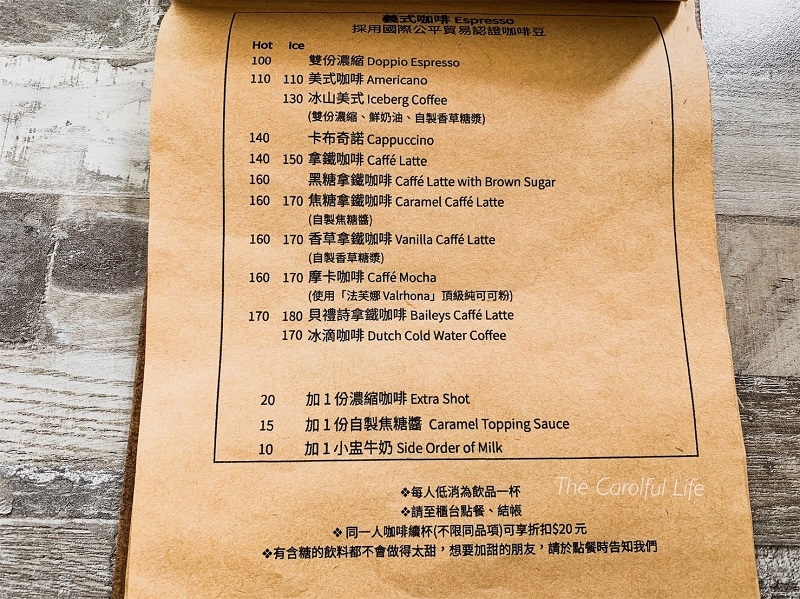 義式咖啡 Espresso
採用國際公平貿易認證咖啡豆
Hot Ice
100 雙份濃縮 Doppio Espresso
110 110 美式咖啡 Americano
130 冰山美式 Iceberg Coffee
(雙份濃縮、鮮奶油、自製香草糖漿)
140 卡布奇諾 Cappuccino
140 150 拿鐵咖啡 Caffé Latte
160 黑糖拿鐵咖啡 Caffé Latte with Brown Sugar
160 170 焦糖拿鐵咖啡 Caramel Caffé Latte
(自製焦糖醬)
160 170 香草拿鐵咖啡 Vanilla Caffé Latte
(自製香草糖漿)
160 170 摩卡咖啡 Caffé Mocha
(使用「法芙娜 Valrhona」頂級純可可粉)
170 180 貝禮詩拿鐵咖啡 Baileys Caffé Latte
170 冰滴咖啡 Dutch Cold Water Coffee
20 加 1 份濃縮咖啡 Extra Shot
15 加 1 份自製焦糖醬 Caramel Topping Sauce
10 加 1 小盅牛奶 Side Order of Milk
❖每人低消為飲品一杯
The Carolful Life
❖請至櫃台點餐、結帳
❖同一人咖啡續杯(不限同品項)可享折扣$20 元
❖有含糖的飲料都不會做得太甜，想要加甜的朋友，請於點餐時告知我們